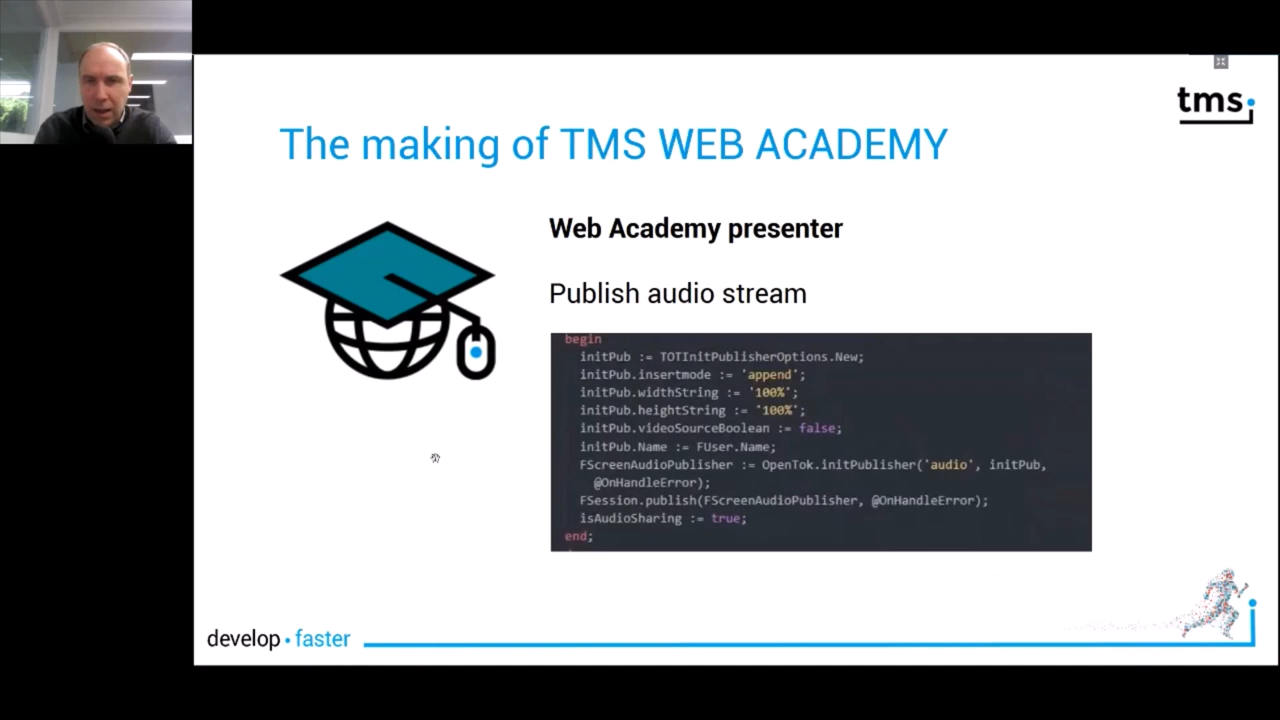 tms
The making of TMS WEB ACADEMY
Web Academy presenter
Publish audio stream
begin
initPub := TOTInitPublisherOptions.New;
initPub.insertmode := 'append';
initPub.widthString := '100%';
initPub.heightString := '100%';
initPub.videoSourceBoolean := false;
initPub.Name := FUser.Name;
FScreenAudioPublisher := OpenTok.initPublisher('audio', initPub,
@OnHandleError);
FSession.publish(FScreenAudioPublisher, @OnHandleError);
isAudioSharing := true;
end;
develop • faster